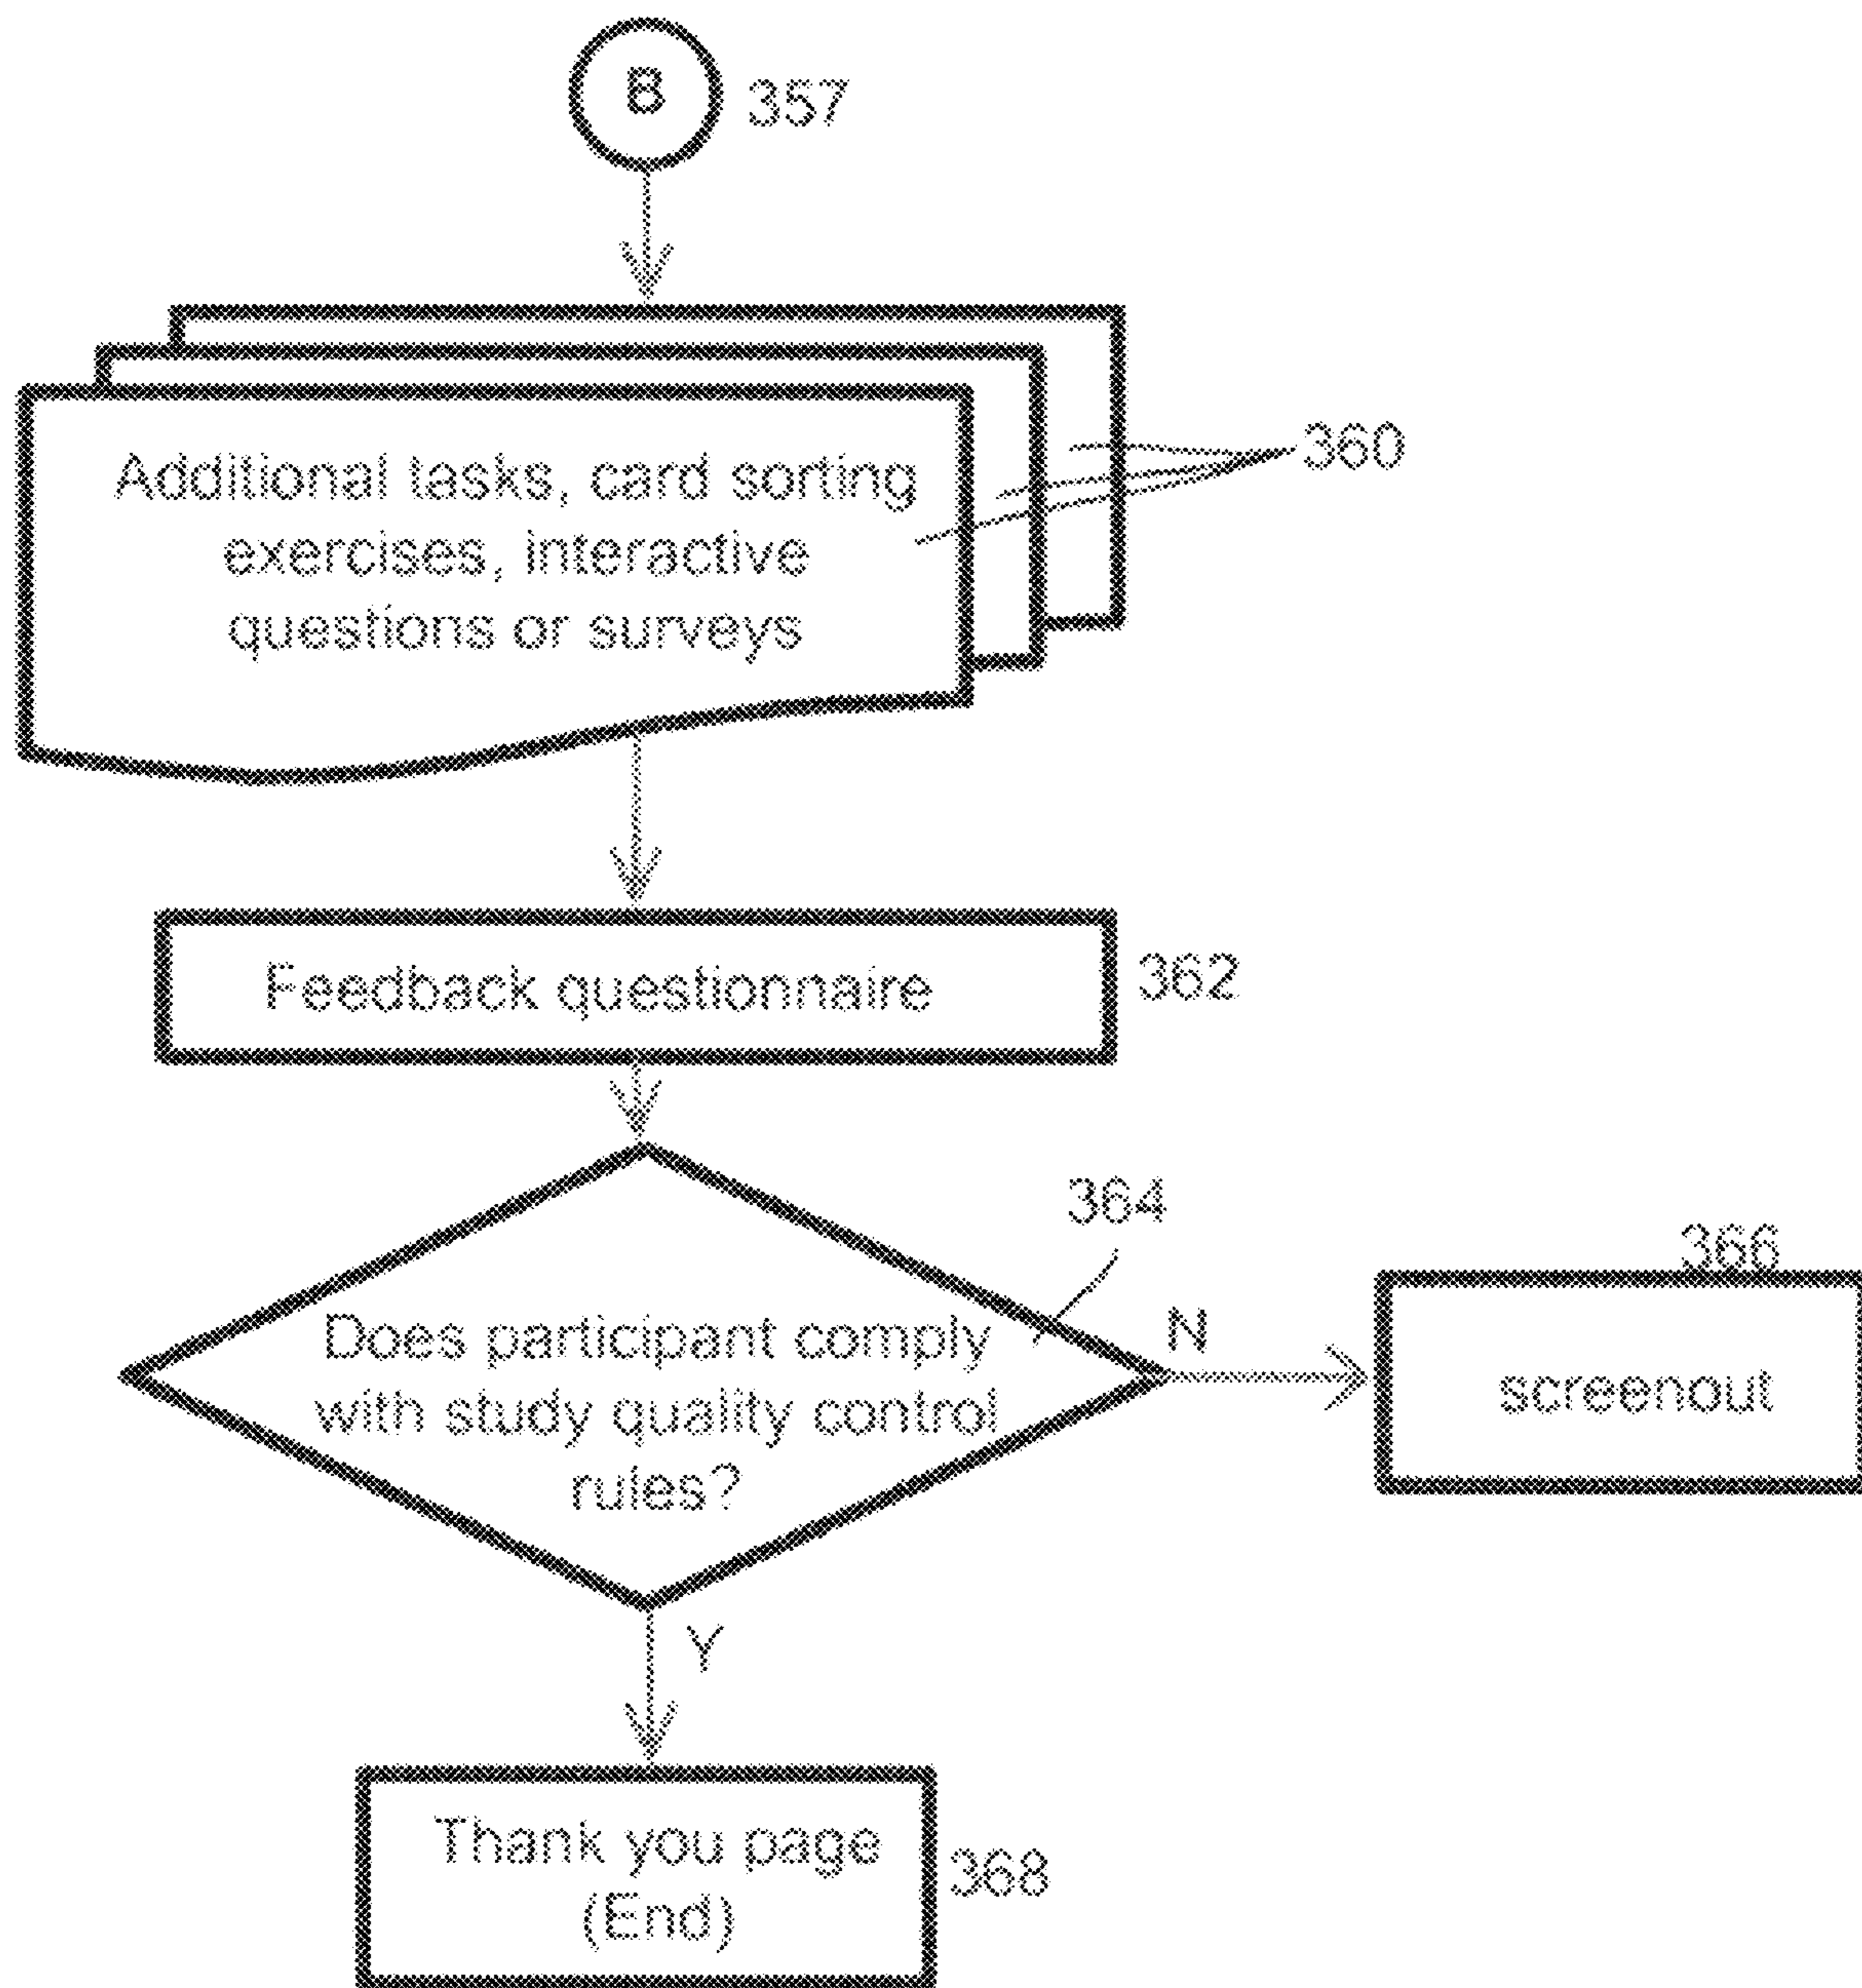 B
357
Additional tasks, card sorting
exercises, interactive
questions or surveys
360
Feedback questionnaire
362
364
Does participant comply
with study quality control
rules?
N
366
screenout
Y
Thank you page
(End)
368